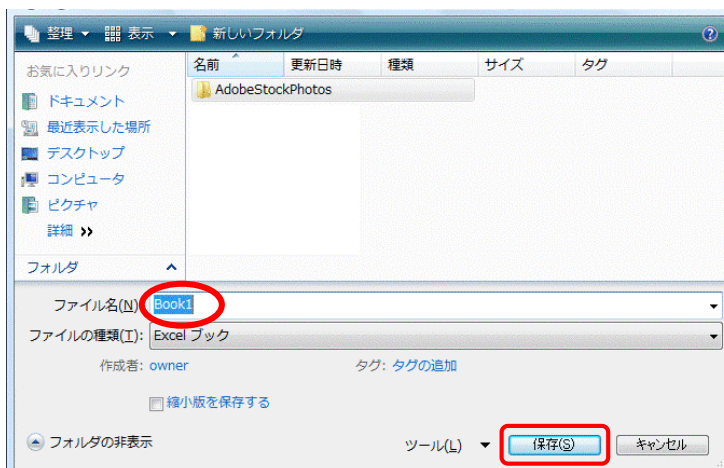 整理 表示 新しいフォルダ
お気に入りリンク
ドキュメント
最近表示した場所
デスクトップ
コンピュータ
ピクチャ
詳細 »
フォルダ
名前 更新日時 種類 サイズ タグ
AdobeStockPhotos
ファイル名(N): Book1
ファイルの種類(T): Excel ブック
作成者: owner タグ: タグの追加
縮小版を保存する
フォルダの非表示 ツール(L) 保存(S) キャンセル